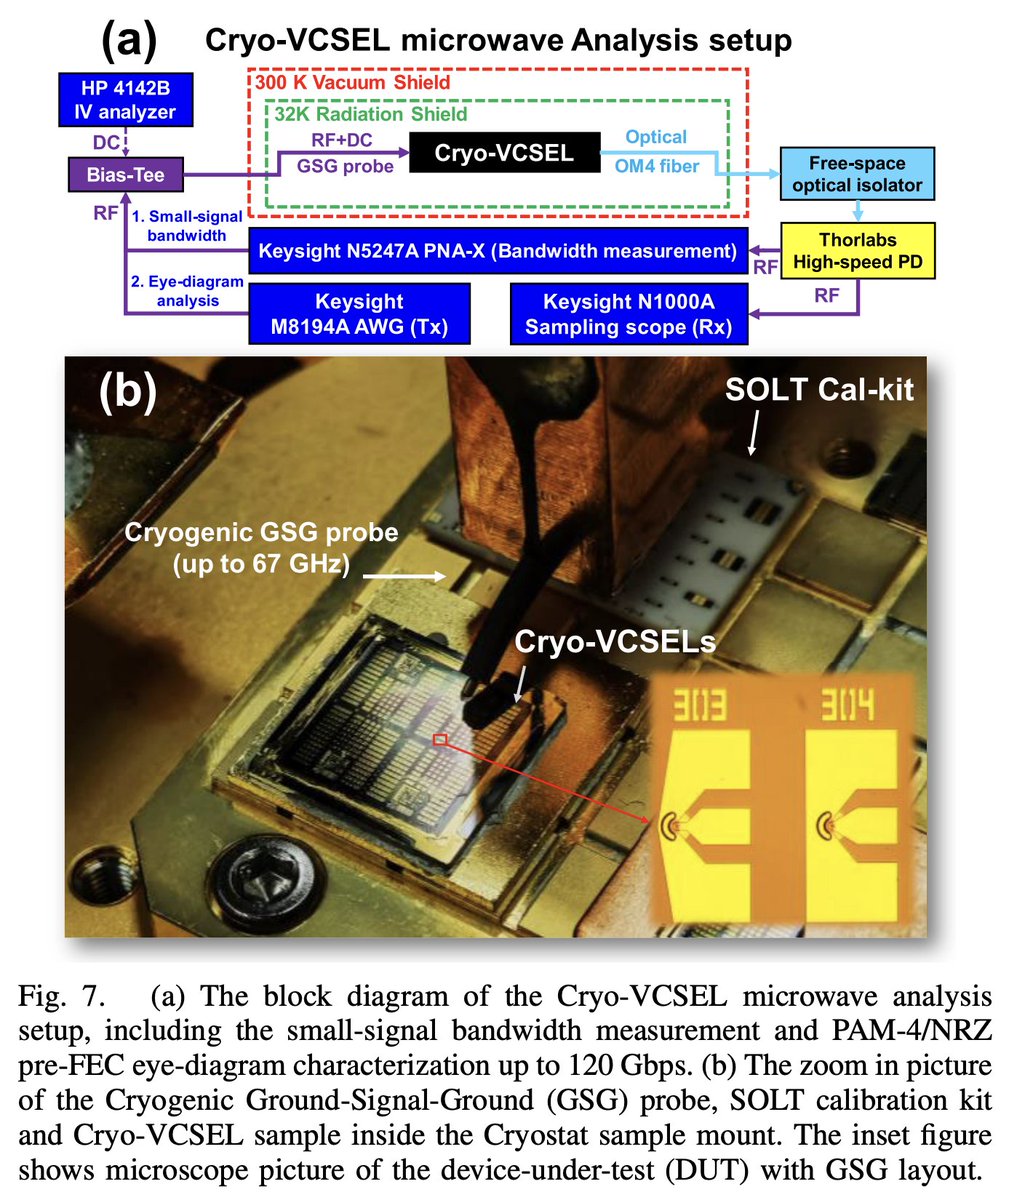 (a) Cryo-VCSEL microwave Analysis setup
HP 4142B
IV analyzer
DC
Bias-Tee
RF
300 K Vacuum Shield
32K Radiation Shield
RF+DC
GSG probe
Cryo-VCSEL
Optical
OM4 fiber
Free-space
optical isolator
1. Small-signal
bandwidth
Keysight N5247A PNA-X (Bandwidth measurement)
RF
Thorlabs
High-speed PD
2. Eye-diagram
analysis
Keysight
M8194A AWG (Tx)
Keysight N1000A
Sampling scope (Rx)
RF
(b)
SOLT Cal-kit
Cryogenic GSG probe
(up to 67 GHz)
Cryo-VCSELs
303
304
Fig. 7. (a) The block diagram of the Cryo-VCSEL microwave analysis
setup, including the small-signal bandwidth measurement and PAM-4/NRZ
pre-FEC eye-diagram characterization up to 120 Gbps. (b) The zoom in picture
of the Cryogenic Ground-Signal-Ground (GSG) probe, SOLT calibration kit
and Cryo-VCSEL sample inside the Cryostat sample mount. The inset figure
shows microscope picture of the device-under-test (DUT) with GSG layout.